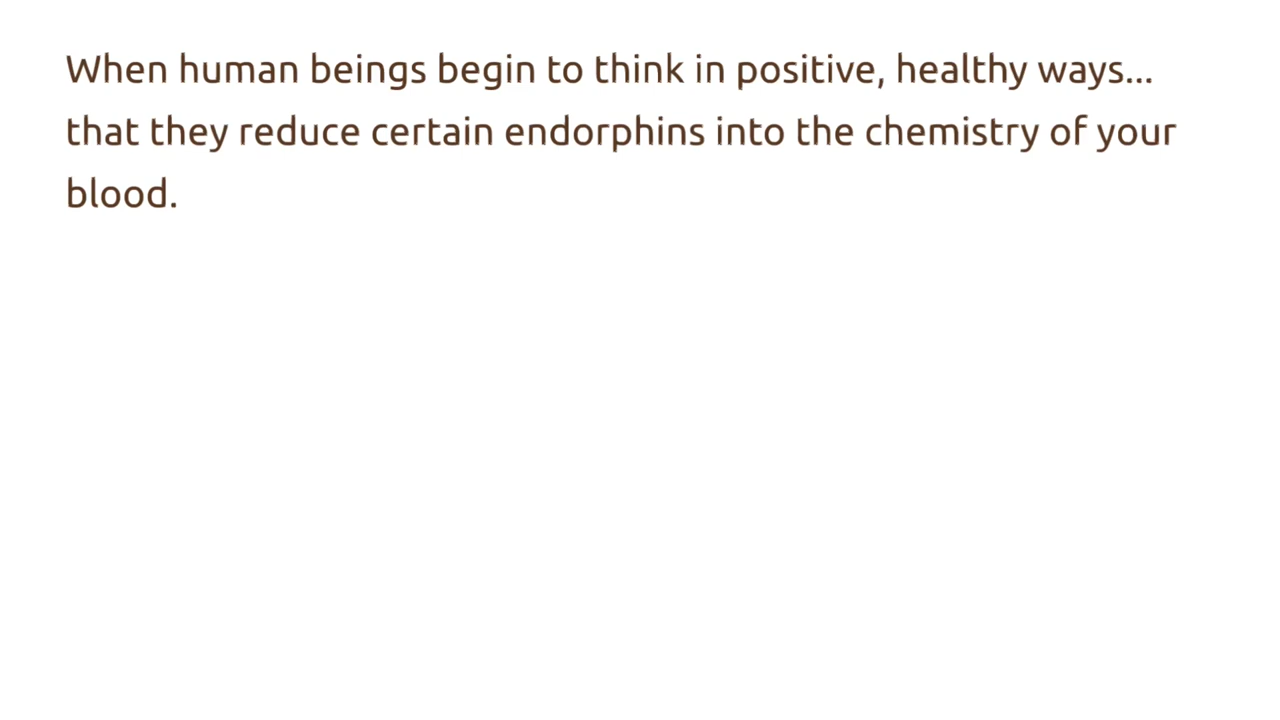 When human beings begin to think in positive, healthy ways...
that they reduce certain endorphins into the chemistry of your
blood.